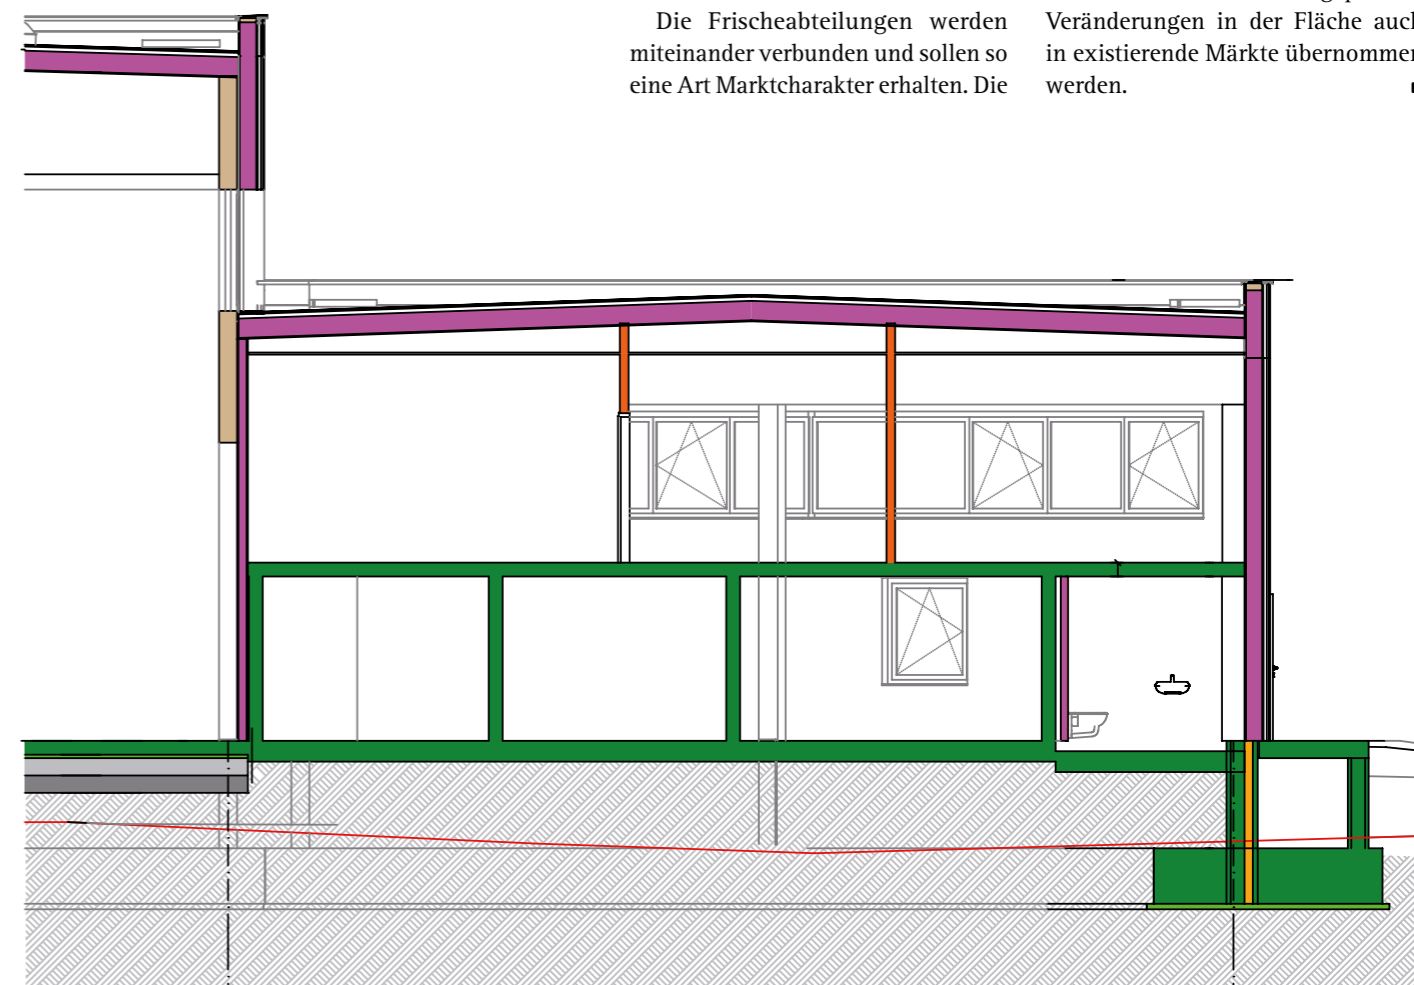 Die Frischeabteilungen werden
miteinander verbunden und sollen so
eine Art Marktcharakter erhalten. Die
Veränderungen in der Fläche auch
in existierende Märkte übernommen
werden.